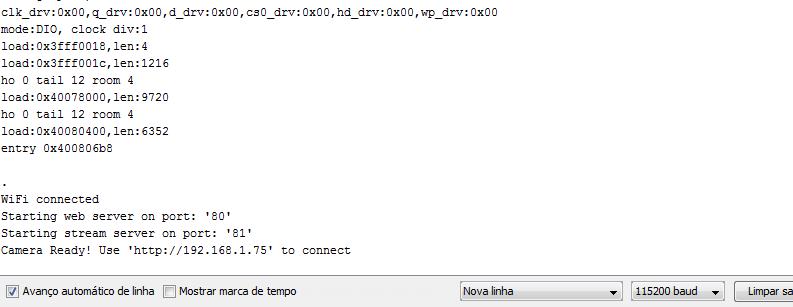 clk_drv:0x00,q_drv:0x00,d_drv:0x00,cs0_drv:0x00,hd_drv:0x00,wp_drv:0x00
mode:DIO, clock div:1
load:0x3fff0018,len:4
load:0x3fff001c,len:1216
ho 0 tail 12 room 4
load:0x40078000,len:9720
ho 0 tail 12 room 4
load:0x40080400,len:6352
entry 0x400806b8
.
WiFi connected
Starting web server on port: '80'
Starting stream server on port: '81'
Camera Ready! Use 'http://192.168.1.75' to connect
Avanço automático de linha Mostrar marca de tempo Nova linha 115200 baud Limpar sa